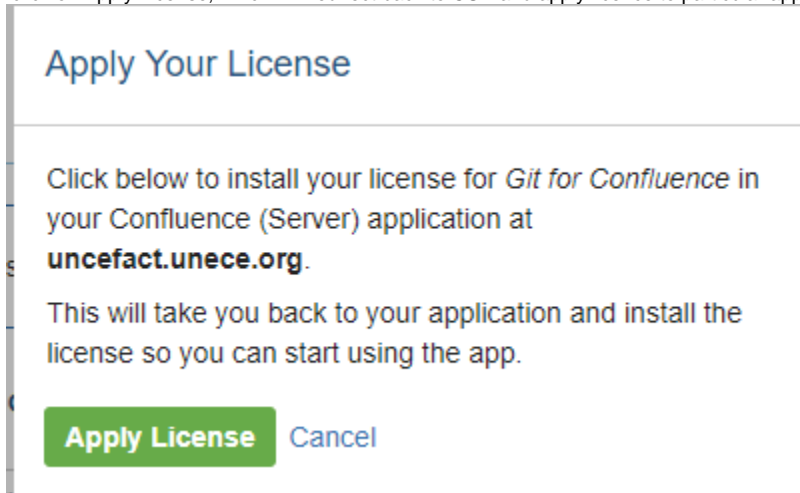 Apply Your License
Click below to install your license for Git for Confluence in
your Confluence (Server) application at
uncefact.unece.org.
This will take you back to your application and install the
license so you can start using the app.
Apply License Cancel